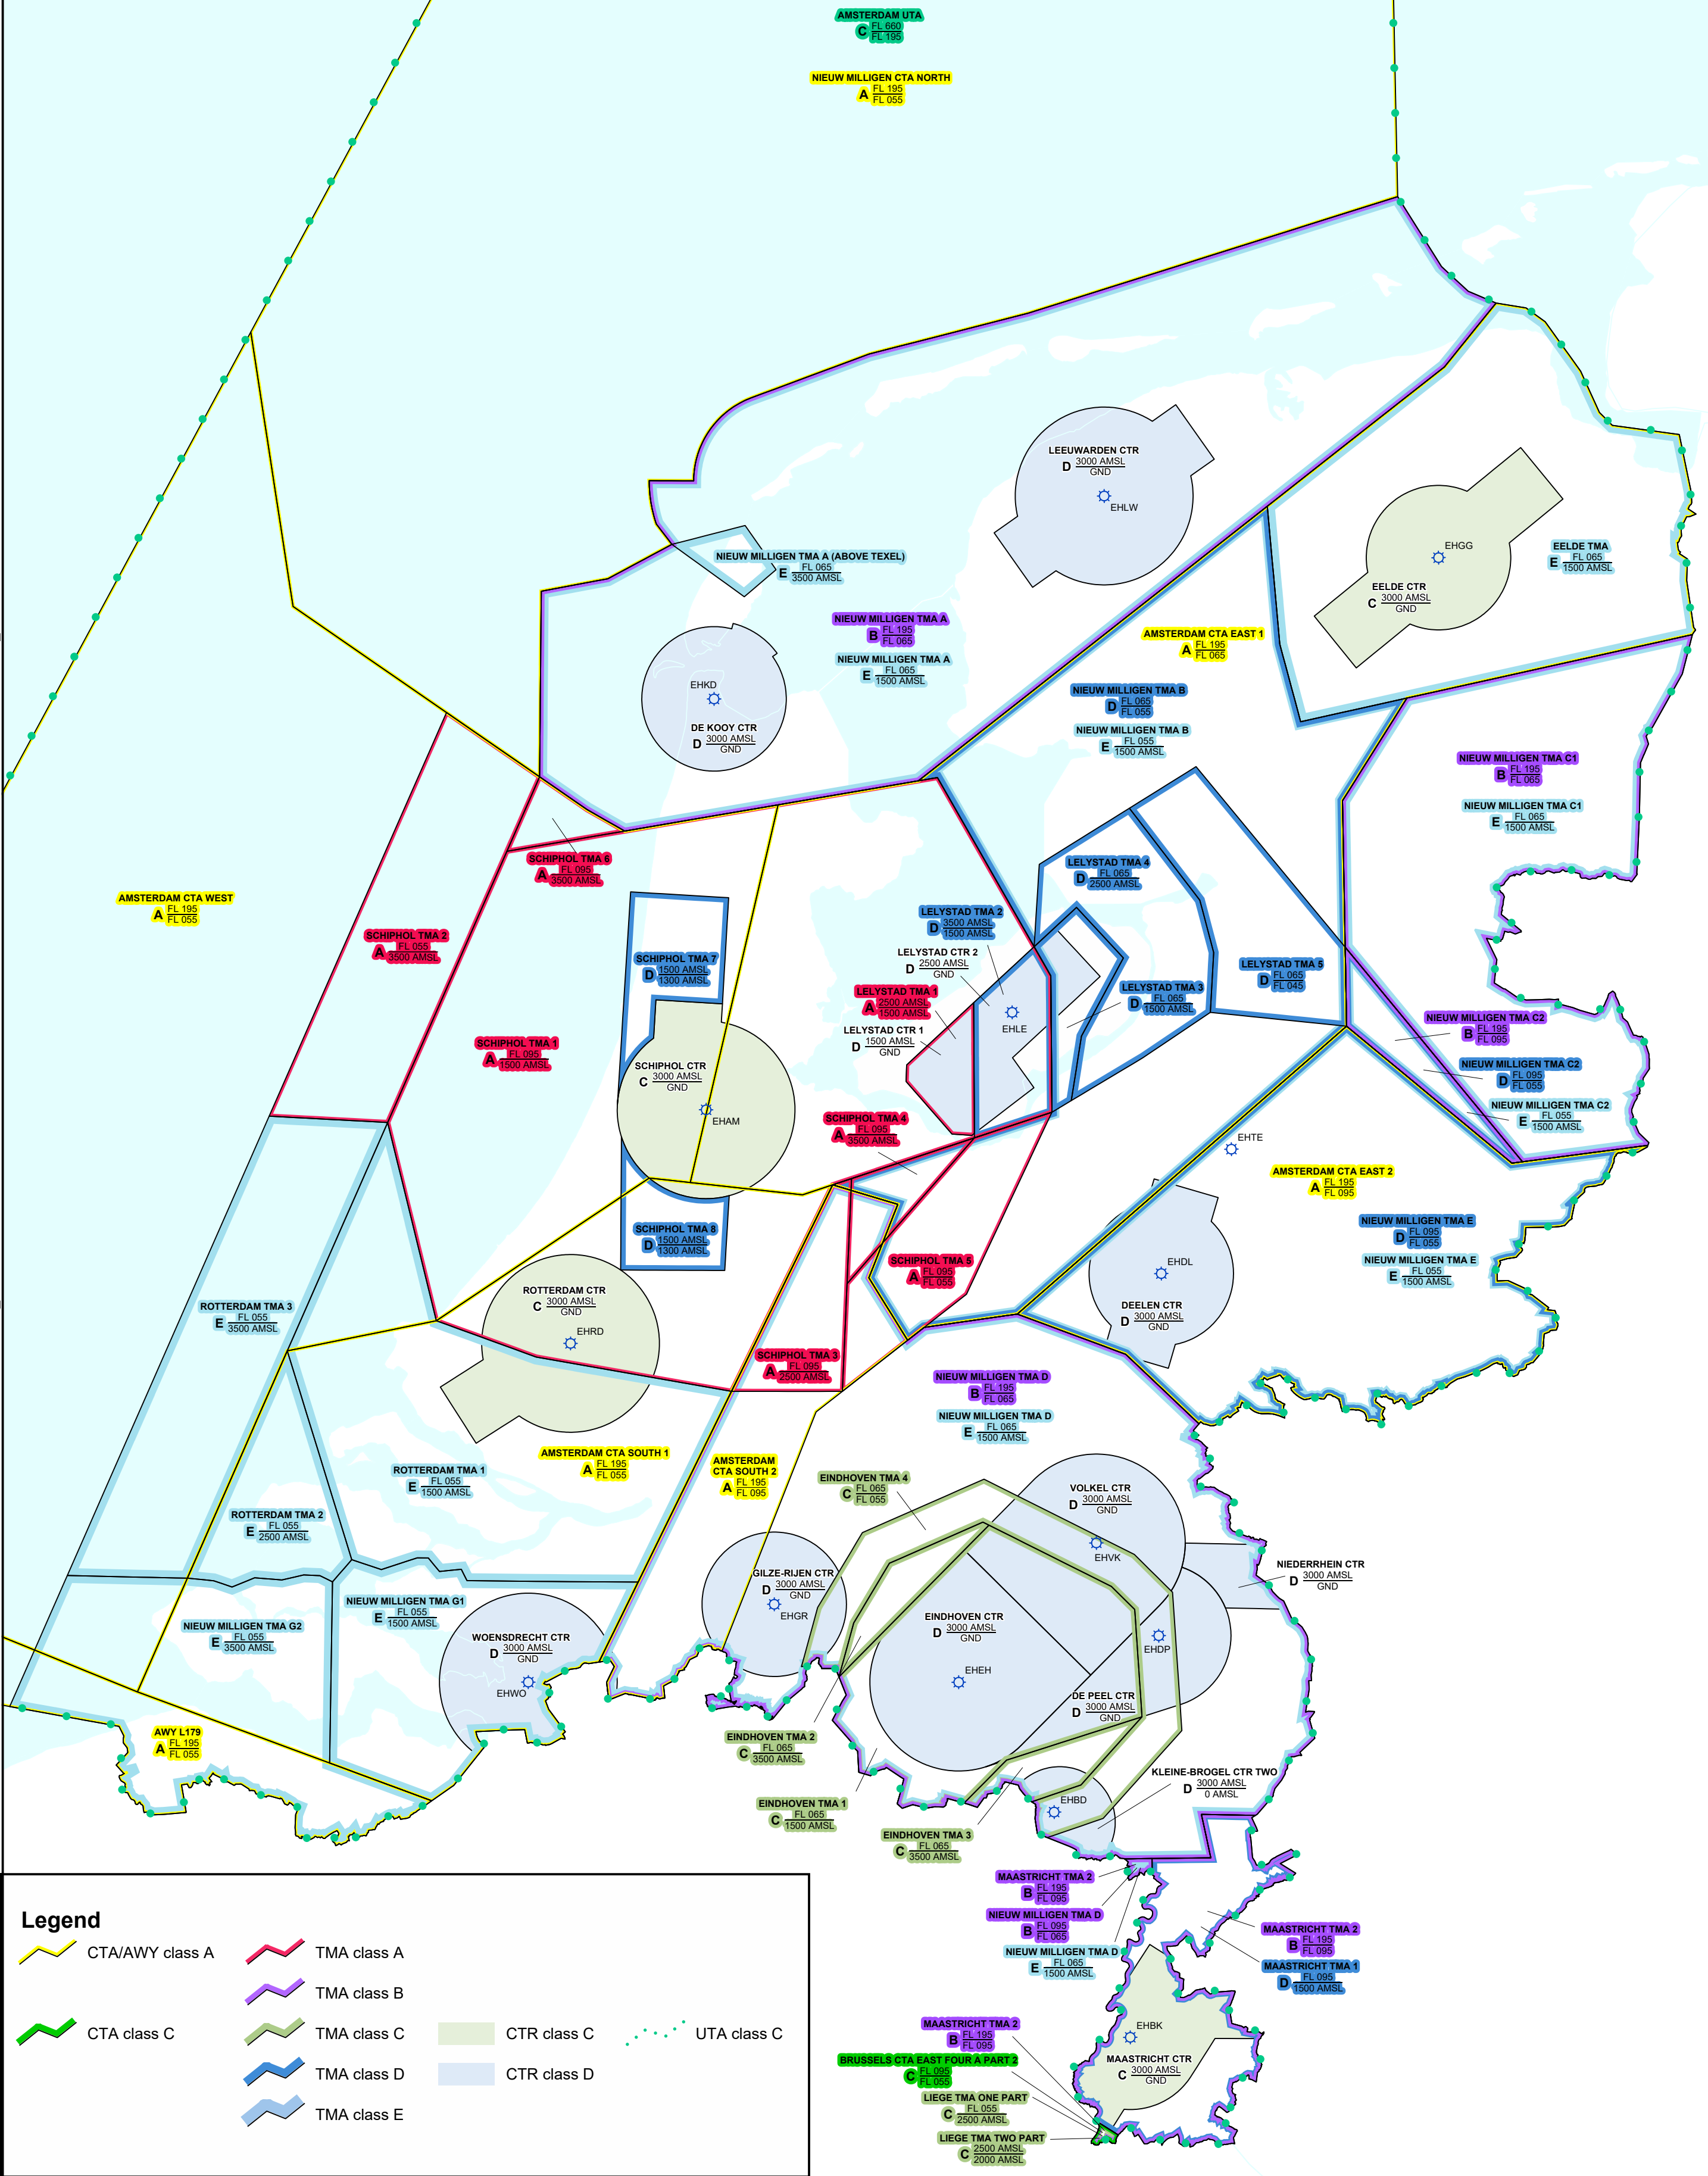 AMSTERDAM UTA
C FL 660
FL 195
NIEUW MILLIGEN CTA NORTH
A FL 195
FL 055
LEEUWARDEN CTR
D 3000 AMSL
GND
EHLW
EHGG
EELDE TMA
E FL 065
1500 AMSL
EELDE CTR
C 3000 AMSL
GND
NIEUW MILLIGEN TMA A (ABOVE TEXEL)
E FL 065
3500 AMSL
NIEUW MILLIGEN TMA A
B FL 195
FL 065
NIEUW MILLIGEN TMA A
E FL 065
1500 AMSL
AMSTERDAM CTA EAST 1
A FL 195
FL 065
EHKD
DE KOOY CTR
D 3000 AMSL
GND
NIEUW MILLIGEN TMA B
D FL 065
FL 055
NIEUW MILLIGEN TMA B
E FL 055
1500 AMSL
NIEUW MILLIGEN TMA C1
B FL 195
FL 065
NIEUW MILLIGEN TMA C1
E FL 065
1500 AMSL
SCHIPHOL TMA 6
A FL 095
3500 AMSL
LELYSTAD TMA 4
D FL 065
2500 AMSL
AMSTERDAM CTA WEST
A FL 195
FL 055
SCHIPHOL TMA 2
A FL 055
3500 AMSL
LELYSTAD TMA 2
D 3500 AMSL
1500 AMSL
SCHIPHOL TMA 7
D 1500 AMSL
1300 AMSL
LELYSTAD CTR 2
D 2500 AMSL
GND
LELYSTAD TMA 5
D FL 065
FL 045
LELYSTAD TMA 1
A 2500 AMSL
1500 AMSL
LELYSTAD TMA 3
D FL 065
1500 AMSL
EHLE
LELYSTAD CTR 1
D 1500 AMSL
GND
NIEUW MILLIGEN TMA C2
B FL 195
FL 095
SCHIPHOL TMA 1
A FL 095
1500 AMSL
SCHIPHOL CTR
C 3000 AMSL
GND
NIEUW MILLIGEN TMA C2
D FL 095
FL 055
NIEUW MILLIGEN TMA C2
E FL 055
1500 AMSL
EHAM
SCHIPHOL TMA 4
A FL 095
3500 AMSL
EHTE
AMSTERDAM CTA EAST 2
A FL 195
FL 095
SCHIPHOL TMA 8
D 1500 AMSL
1300 AMSL
NIEUW MILLIGEN TMA E
D FL 095
FL 055
SCHIPHOL TMA 5
A FL 095
FL 055
EHDL
NIEUW MILLIGEN TMA E
E FL 055
1500 AMSL
ROTTERDAM CTR
C 3000 AMSL
GND
EHRD
ROTTERDAM TMA 3
E FL 055
3500 AMSL
DEELEN CTR
D 3000 AMSL
GND
SCHIPHOL TMA 3
A FL 095
2500 AMSL
NIEUW MILLIGEN TMA D
B FL 195
FL 065
NIEUW MILLIGEN TMA D
E FL 065
1500 AMSL
AMSTERDAM CTA SOUTH 1
A FL 195
FL 055
AMSTERDAM
CTA SOUTH 2
A FL 195
FL 095
ROTTERDAM TMA 1
E FL 055
1500 AMSL
EINDHOVEN TMA 4
C FL 065
FL 055
VOLKEL CTR
D 3000 AMSL
GND
EHVK
ROTTERDAM TMA 2
E FL 055
2500 AMSL
NIEDERRHEIN CTR
D 3000 AMSL
GND
GILZE-RIJEN CTR
D 3000 AMSL
GND
EHGR
NIEUW MILLIGEN TMA G1
E FL 055
1500 AMSL
NIEUW MILLIGEN TMA G2
E FL 055
3500 AMSL
EINDHOVEN CTR
D 3000 AMSL
GND
EHEH
WOENSDRECHT CTR
D 3000 AMSL
GND
EHWO
EHDP
DE PEEL CTR
D 3000 AMSL
GND
AWY L179
A FL 195
FL 055
EINDHOVEN TMA 2
C FL 065
3500 AMSL
KLEINE-BROGEL CTR TWO
D 3000 AMSL
0 AMSL
EINDHOVEN TMA 1
C FL 065
1500 AMSL
EHBD
EINDHOVEN TMA 3
C FL 065
3500 AMSL
MAASTRICHT TMA 2
B FL 195
FL 095
NIEUW MILLIGEN TMA D
B FL 095
FL 065
NIEUW MILLIGEN TMA D
E FL 065
1500 AMSL
MAASTRICHT TMA 2
B FL 195
FL 095
MAASTRICHT TMA 1
D FL 095
1500 AMSL
MAASTRICHT TMA 2
B FL 195
FL 095
EHBK
MAASTRICHT CTR
C 3000 AMSL
GND
BRUSSELS CTA EAST FOUR A PART 2
C FL 095
FL 055
LIEGE TMA ONE PART
C FL 055
2500 AMSL
LIEGE TMA TWO PART
C 2500 AMSL
2000 AMSL
Legend
CTA/AWY class A
TMA class A
TMA class B
CTA class C
TMA class C
CTR class C
UTA class C
TMA class D
CTR class D
TMA class E